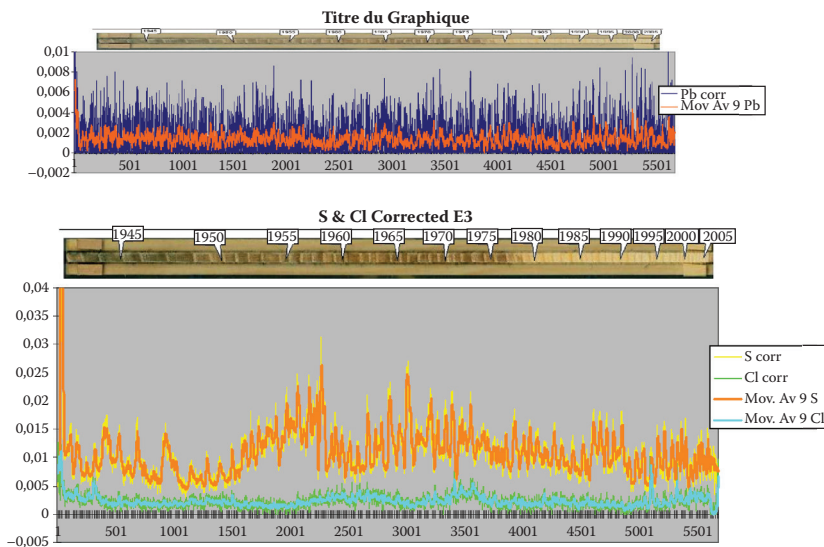 Titre du Graphique
0,01
0,008
0,006
0,004
0,002
0
−0,002
1 501 1001 1501 2001 2501 3001 3501 4001 4501 5001 5501
Pb corr
Mov Av 9 Pb
S & Cl Corrected E3
1945 1950 1955 1960 1965 1970 1975 1980 1985 1990 1995 2000 2005
0,04
0,035
0,03
0,025
0,02
0,015
0,01
0,005
0
−0,005
1 501 1001 1501 2001 2501 3001 3501 4001 4501 5001 5501
S corr
Cl corr
Mov. Av 9 S
Mov. Av 9 Cl